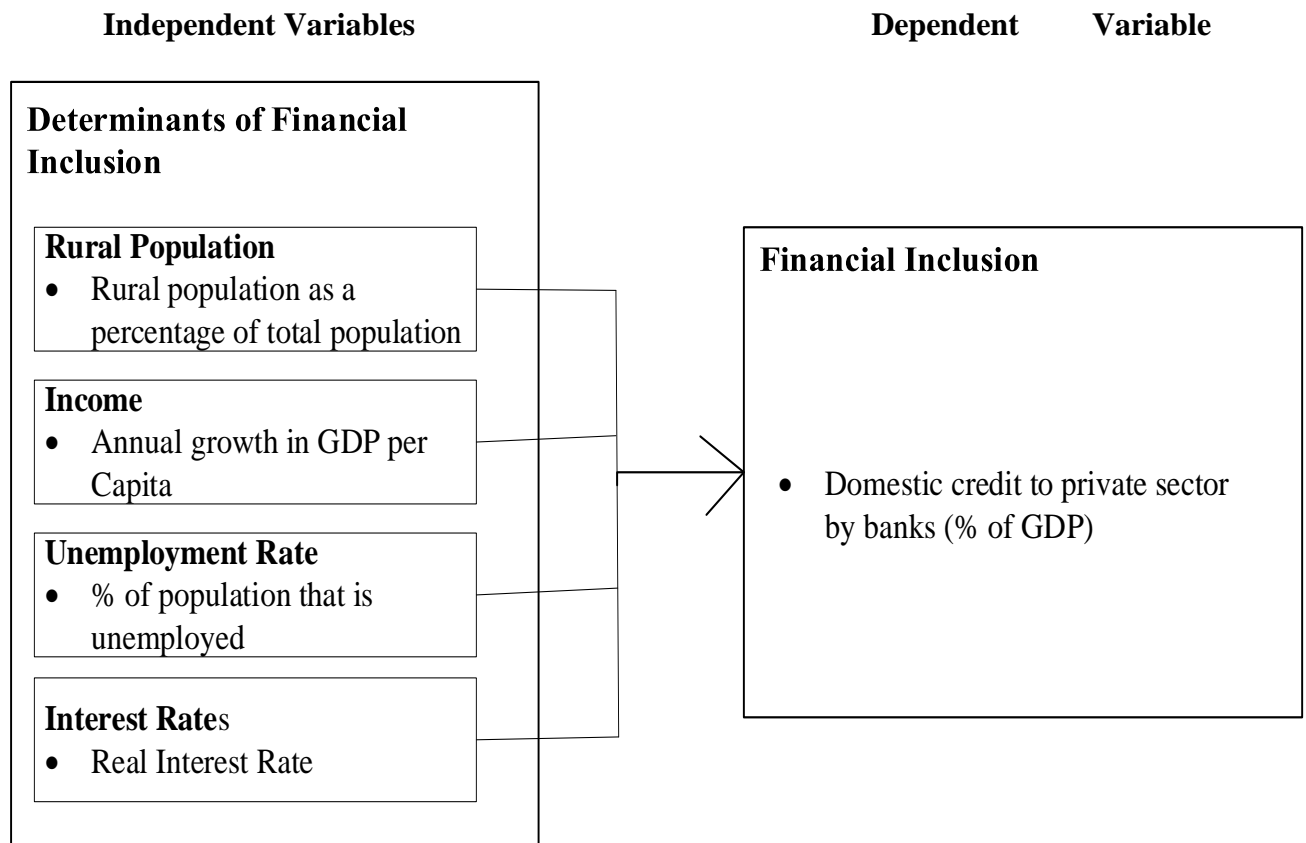 Independent Variables
Dependent Variable
Determinants of Financial
Inclusion
Rural Population
• Rural population as a
percentage of total population
Income
• Annual growth in GDP per
Capita
Unemployment Rate
• % of population that is
unemployed
Interest Rates
• Real Interest Rate
Financial Inclusion
• Domestic credit to private sector
by banks (% of GDP)